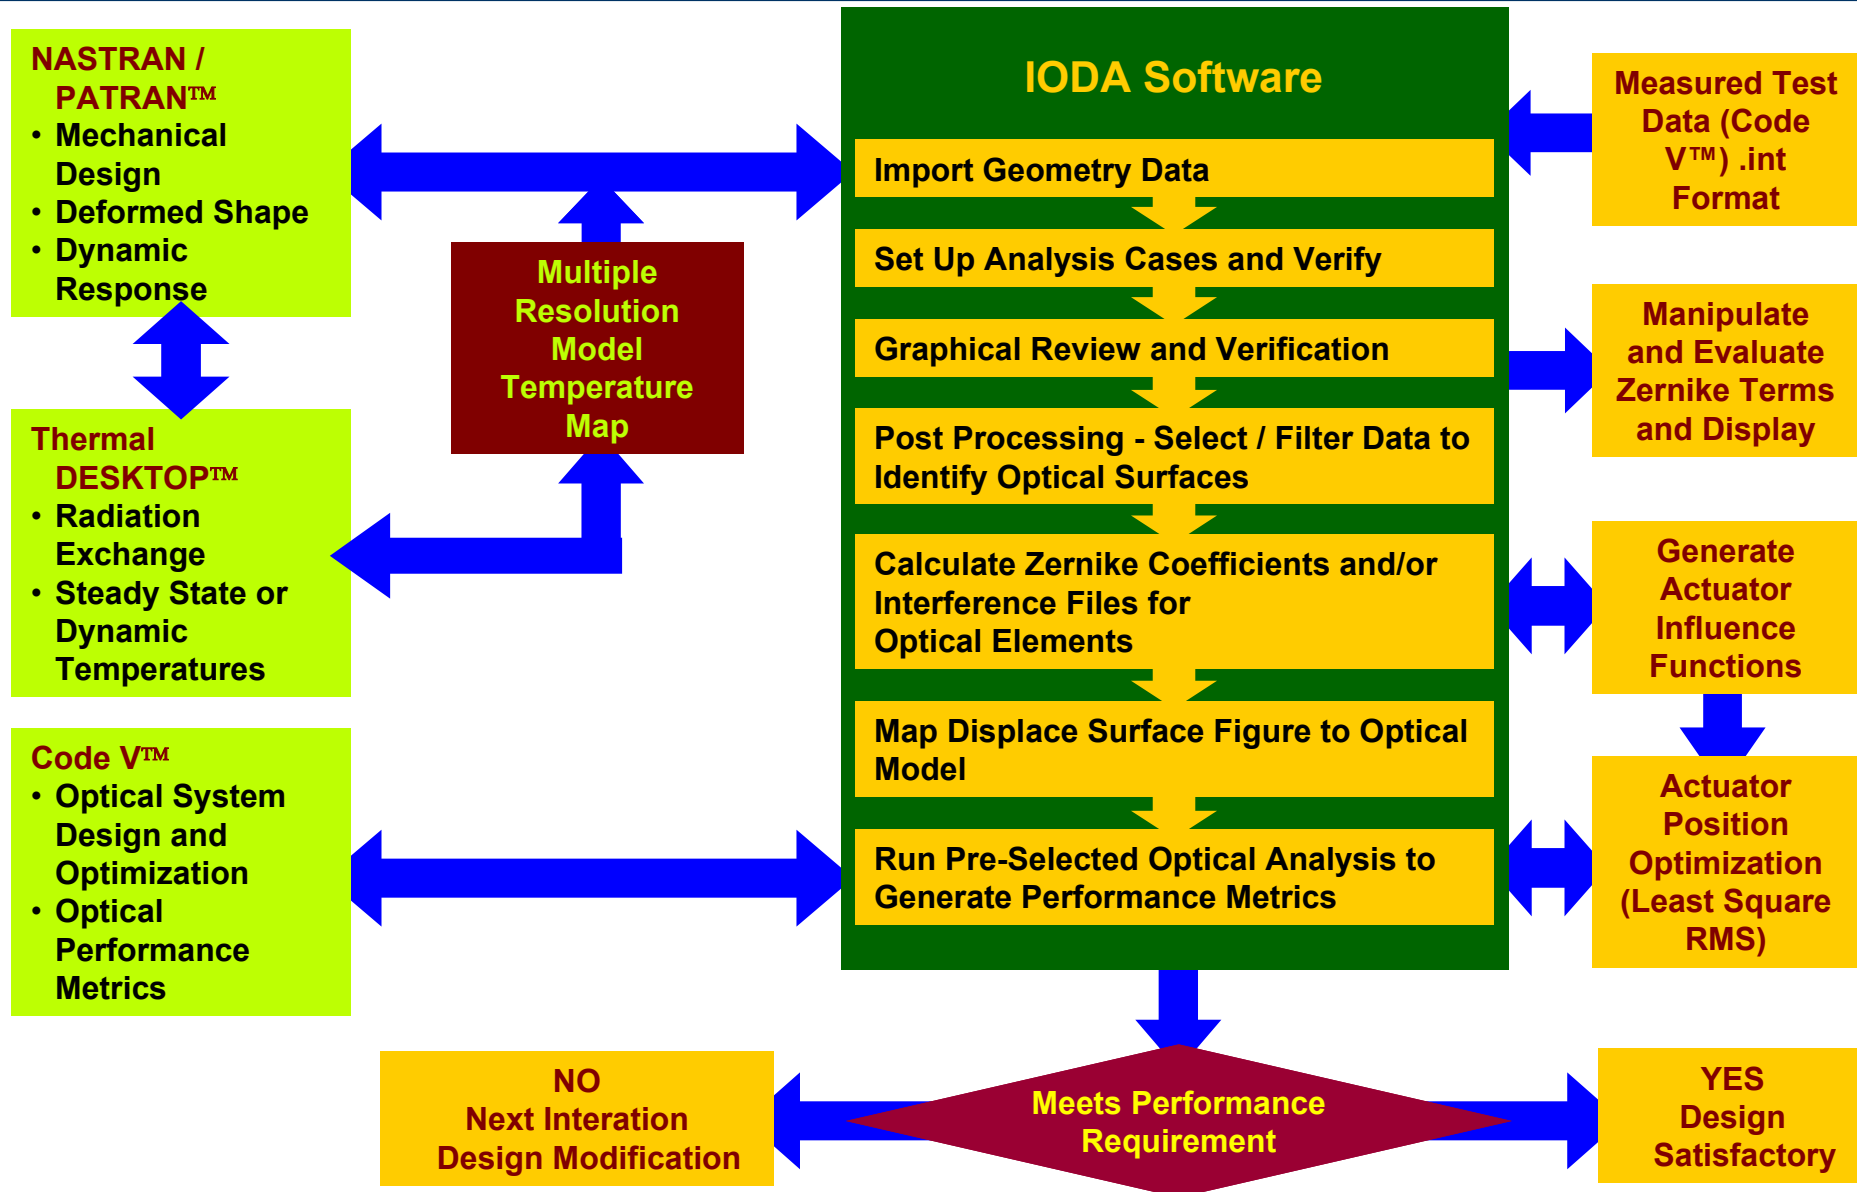 NASTRAN /
PATRAN™
• Mechanical
Design
• Deformed Shape
• Dynamic
Response
Thermal
DESKTOP™
• Radiation
Exchange
• Steady State or
Dynamic
Temperatures
Code V™
• Optical System
Design and
Optimization
• Optical
Performance
Metrics
Multiple
Resolution
Model
Temperature
Map
IODA Software
Import Geometry Data
Set Up Analysis Cases and Verify
Graphical Review and Verification
Post Processing - Select / Filter Data to
Identify Optical Surfaces
Calculate Zernike Coefficients and/or
Interference Files for
Optical Elements
Map Displace Surface Figure to Optical
Model
Run Pre-Selected Optical Analysis to
Generate Performance Metrics
Measured Test
Data (Code
V™) .int
Format
Manipulate
and Evaluate
Zernike Terms
and Display
Generate
Actuator
Influence
Functions
Actuator
Position
Optimization
(Least Square
RMS)
NO
Next Interation
Design Modification
Meets Performance
Requirement
YES
Design
Satisfactory